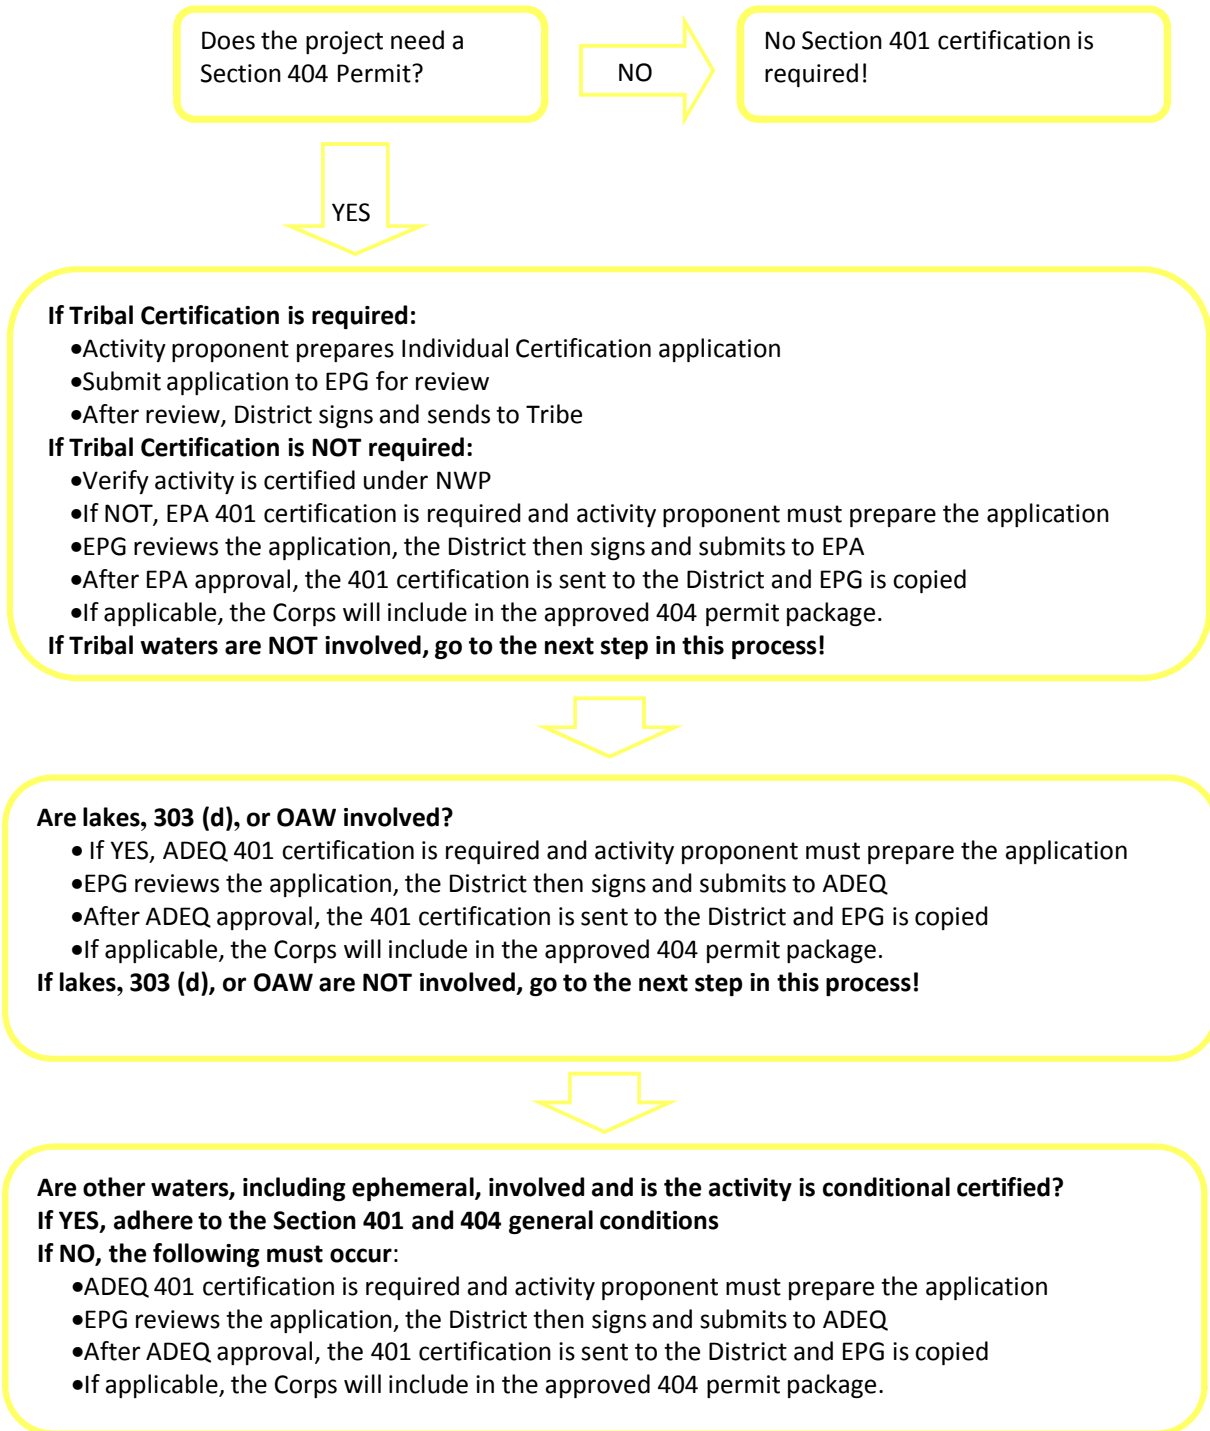 Does the project need a
Section 404 Permit?
NO
No Section 401 certification is
required!
YES
If Tribal Certification is required:
•Activity proponent prepares Individual Certification application
•Submit application to EPG for review
•After review, District signs and sends to Tribe
If Tribal Certification is NOT required:
•Verify activity is certified under NWP
•If NOT, EPA 401 certification is required and activity proponent must prepare the application
•EPG reviews the application, the District then signs and submits to EPA
•After EPA approval, the 401 certification is sent to the District and EPG is copied
•If applicable, the Corps will include in the approved 404 permit package.
If Tribal waters are NOT involved, go to the next step in this process!
Are lakes, 303 (d), or OAW involved?
• If YES, ADEQ 401 certification is required and activity proponent must prepare the application
•EPG reviews the application, the District then signs and submits to ADEQ
•After ADEQ approval, the 401 certification is sent to the District and EPG is copied
•If applicable, the Corps will include in the approved 404 permit package.
If lakes, 303 (d), or OAW are NOT involved, go to the next step in this process!
Are other waters, including ephemeral, involved and is the activity is conditional certified?
If YES, adhere to the Section 401 and 404 general conditions
If NO, the following must occur:
•ADEQ 401 certification is required and activity proponent must prepare the application
•EPG reviews the application, the District then signs and submits to ADEQ
•After ADEQ approval, the 401 certification is sent to the District and EPG is copied
•If applicable, the Corps will include in the approved 404 permit package.